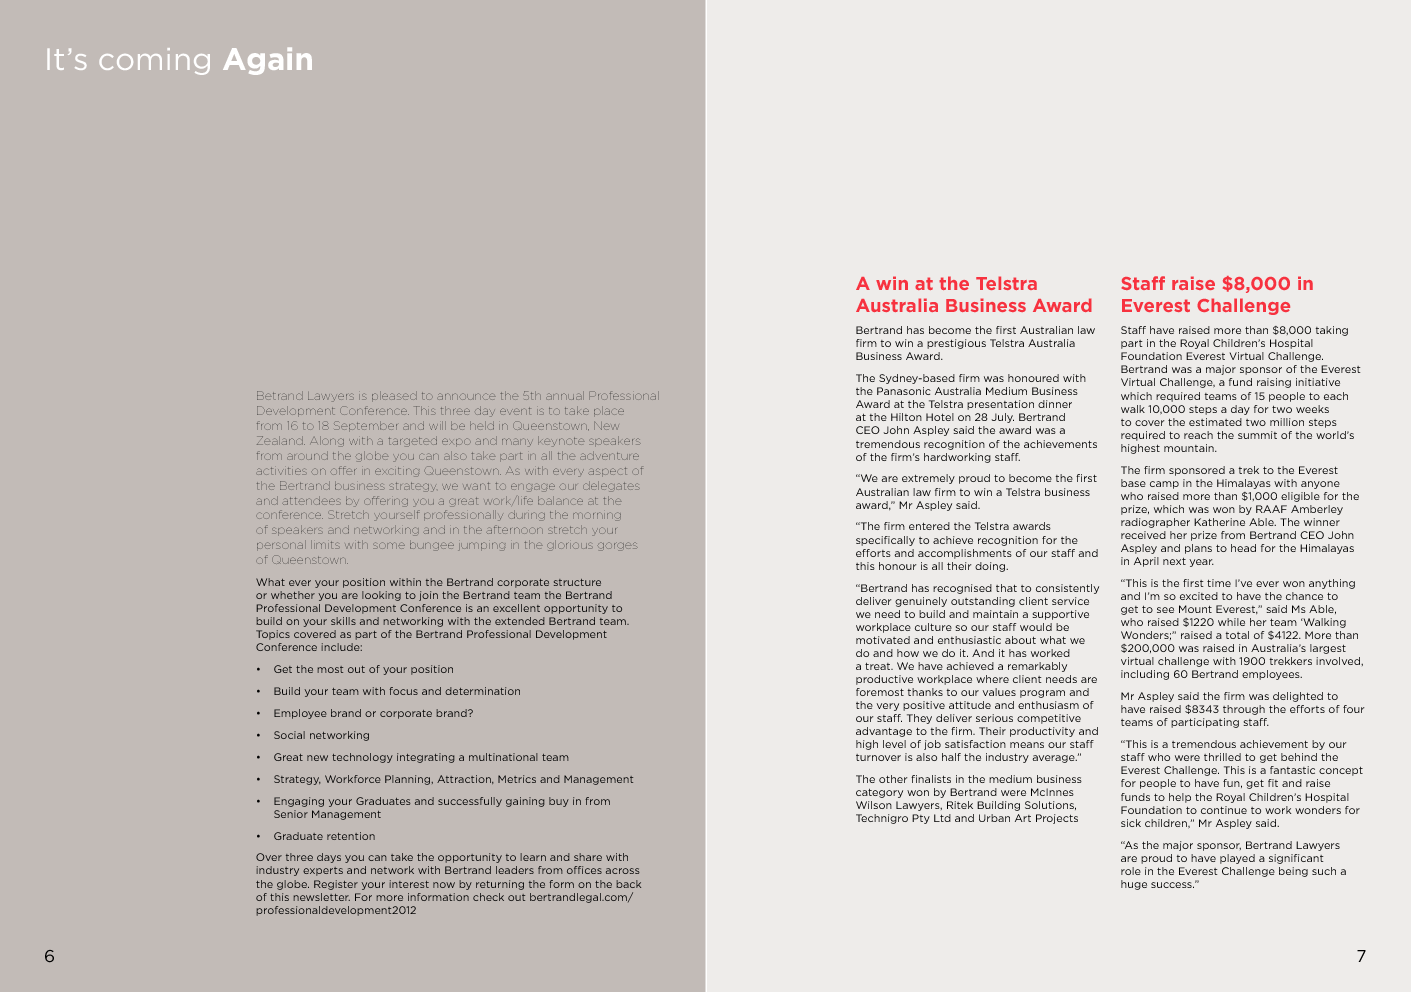 It’s coming Again
Betrand Lawyers is pleased to announce the 5th annual Professional
Development Conference. This three day event is to take place
from 16 to 18 September and will be held in Queenstown, New
Zealand. Along with a targeted expo and many keynote speakers
from around the globe you can also take part in all the adventure
activities on offer in exciting Queenstown. As with every aspect of
the Bertrand business strategy, we want to engage our delegates
and attendees by offering you a great work/life balance at the
conference. Stretch yourself professionally during the morning
of speakers and networking and in the afternoon stretch your
personal limits with some bungee jumping in the glorious gorges
of Queenstown.
What ever your position within the Bertrand corporate structure
or whether you are looking to join the Bertrand team the Bertrand
Professional Development Conference is an excellent opportunity to
build on your skills and networking with the extended Bertrand team.
Topics covered as part of the Bertrand Professional Development
Conference include:
• Get the most out of your position
• Build your team with focus and determination
• Employee brand or corporate brand?
• Social networking
• Great new technology integrating a multinational team
• Strategy, Workforce Planning, Attraction, Metrics and Management
• Engaging your Graduates and successfully gaining buy in from
Senior Management
• Graduate retention
Over three days you can take the opportunity to learn and share with
industry experts and network with Bertrand leaders from offices across
the globe. Register your interest now by returning the form on the back
of this newsletter. For more information check out bertrandlegal.com/
professionaldevelopment2012
6
A win at the Telstra
Australia Business Award
Bertrand has become the first Australian law
firm to win a prestigious Telstra Australia
Business Award.
The Sydney-based firm was honoured with
the Panasonic Australia Medium Business
Award at the Telstra presentation dinner
at the Hilton Hotel on 28 July. Bertrand
CEO John Aspley said the award was a
tremendous recognition of the achievements
of the firm’s hardworking staff.
“We are extremely proud to become the first
Australian law firm to win a Telstra business
award,” Mr Aspley said.
“The firm entered the Telstra awards
specifically to achieve recognition for the
efforts and accomplishments of our staff and
this honour is all their doing.
“Bertrand has recognised that to consistently
deliver genuinely outstanding client service
we need to build and maintain a supportive
workplace culture so our staff would be
motivated and enthusiastic about what we
do and how we do it. And it has worked
a treat. We have achieved a remarkably
productive workplace where client needs are
foremost thanks to our values program and
the very positive attitude and enthusiasm of
our staff. They deliver serious competitive
advantage to the firm. Their productivity and
high level of job satisfaction means our staff
turnover is also half the industry average.”
The other finalists in the medium business
category won by Bertrand were McInnes
Wilson Lawyers, Ritek Building Solutions,
Technigro Pty Ltd and Urban Art Projects
Staff raise $8,000 in
Everest Challenge
Staff have raised more than $8,000 taking
part in the Royal Children’s Hospital
Foundation Everest Virtual Challenge.
Bertrand was a major sponsor of the Everest
Virtual Challenge, a fund raising initiative
which required teams of 15 people to each
walk 10,000 steps a day for two weeks
to cover the estimated two million steps
required to reach the summit of the world’s
highest mountain.
The firm sponsored a trek to the Everest
base camp in the Himalayas with anyone
who raised more than $1,000 eligible for the
prize, which was won by RAAF Amberley
radiographer Katherine Able. The winner
received her prize from Bertrand CEO John
Aspley and plans to head for the Himalayas
in April next year.
“This is the first time I’ve ever won anything
and I’m so excited to have the chance to
get to see Mount Everest,” said Ms Able,
who raised $1220 while her team ‘Walking
Wonders;” raised a total of $4122. More than
$200,000 was raised in Australia’s largest
virtual challenge with 1900 trekkers involved,
including 60 Bertrand employees.
Mr Aspley said the firm was delighted to
have raised $8343 through the efforts of four
teams of participating staff.
“This is a tremendous achievement by our
staff who were thrilled to get behind the
Everest Challenge. This is a fantastic concept
for people to have fun, get fit and raise
funds to help the Royal Children’s Hospital
Foundation to continue to work wonders for
sick children,” Mr Aspley said.
“As the major sponsor, Bertrand Lawyers
are proud to have played a significant
role in the Everest Challenge being such a
huge success.”
7